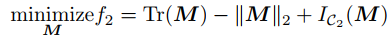 minimize f₂ = Tr(M) − ‖M‖₂ + I_{C₂}(M)
M